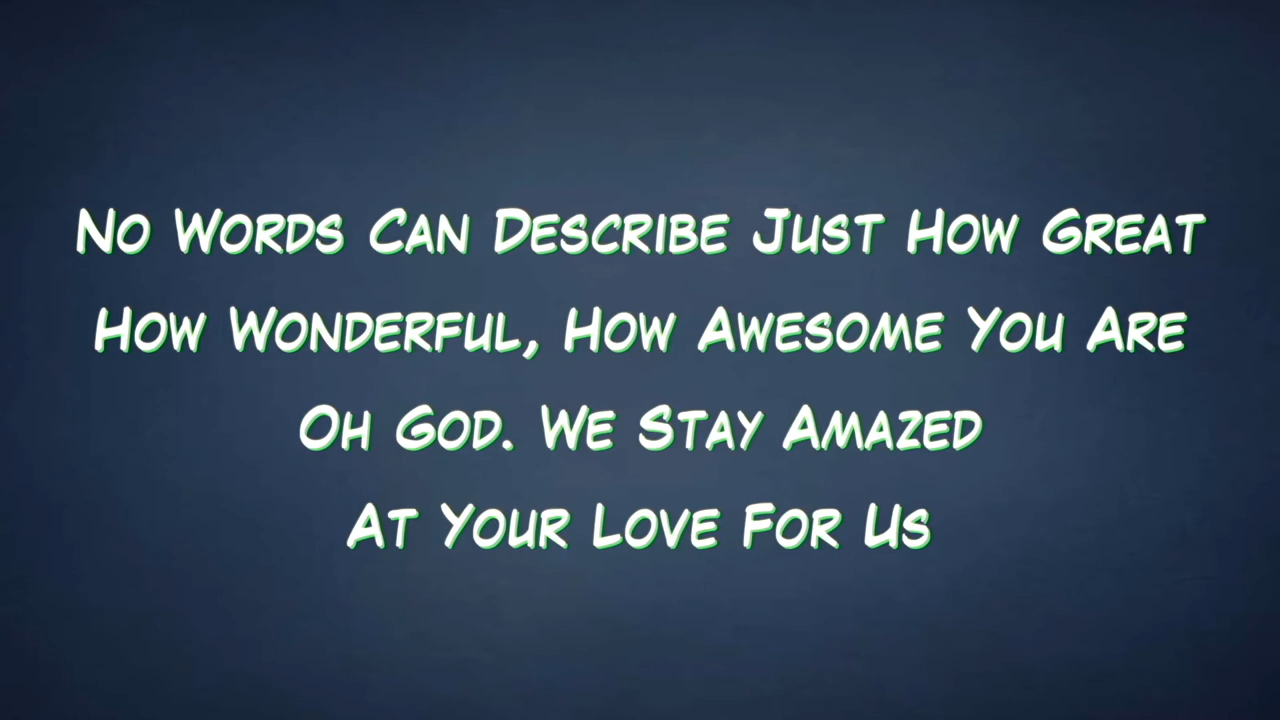 No Words Can Describe Just How Great
How Wonderful, How Awesome You Are
Oh God. We Stay Amazed
At Your Love For Us